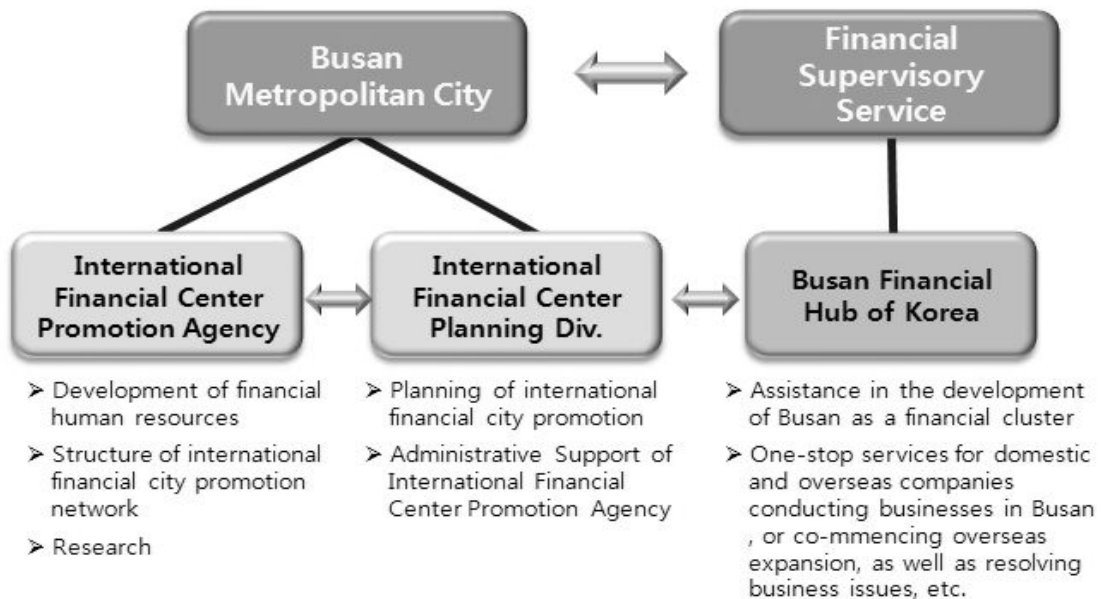 Busan
Metropolitan City
Financial
Supervisory
Service
International
Financial Center
Promotion Agency
International
Financial Center
Planning Div.
Busan Financial
Hub of Korea
➢ Development of financial
human resources
➢ Structure of international
financial city promotion
network
➢ Research
➢ Planning of international
financial city promotion
➢ Administrative Support of
International Financial
Center Promotion Agency
➢ Assistance in the development
of Busan as a financial cluster
➢ One-stop services for domestic
and overseas companies
conducting businesses in Busan
, or co-mmencing overseas
expansion, as well as resolving
business issues, etc.